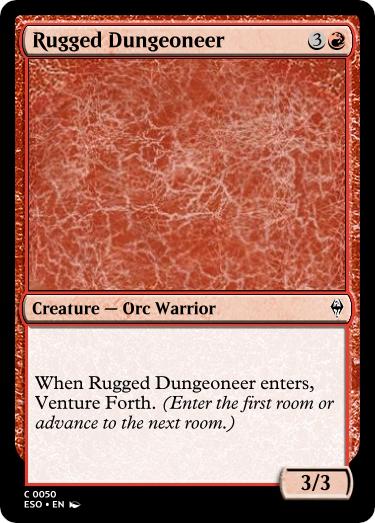 Rugged Dungeoneer 3
Creature — Orc Warrior
When Rugged Dungeoneer enters,
Venture Forth. (Enter the first room or
advance to the next room.)
3/3
C 0050
ESO • EN